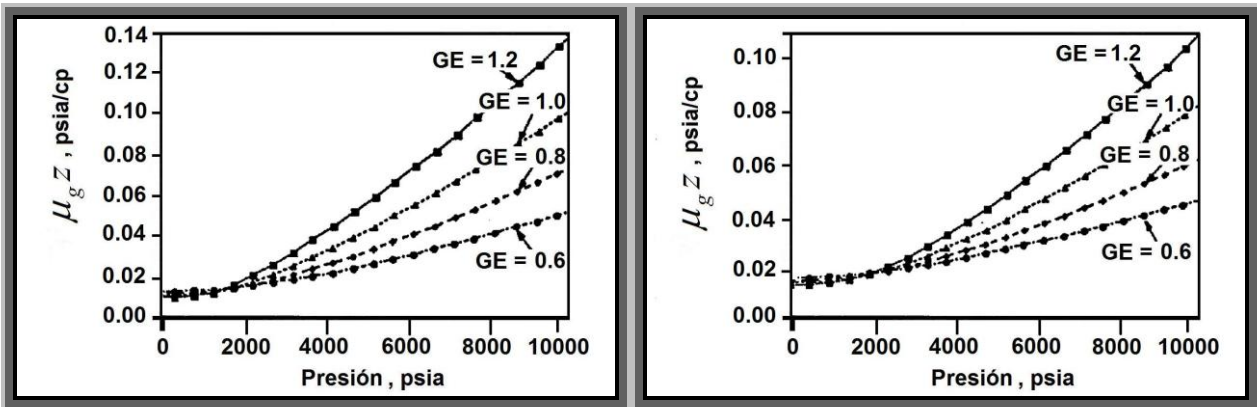 0.14
0.12
0.10
0.08
0.06
0.04
0.02
0.00
μg z , psia/cp
GE = 1.2
GE = 1.0
GE = 0.8
GE = 0.6
0 2000 4000 6000 8000 10000
Presión , psia
0.10
0.08
0.06
0.04
0.02
0.00
μg z , psia/cp
GE = 1.2
GE = 1.0
GE = 0.8
GE = 0.6
0 2000 4000 6000 8000 10000
Presión , psia